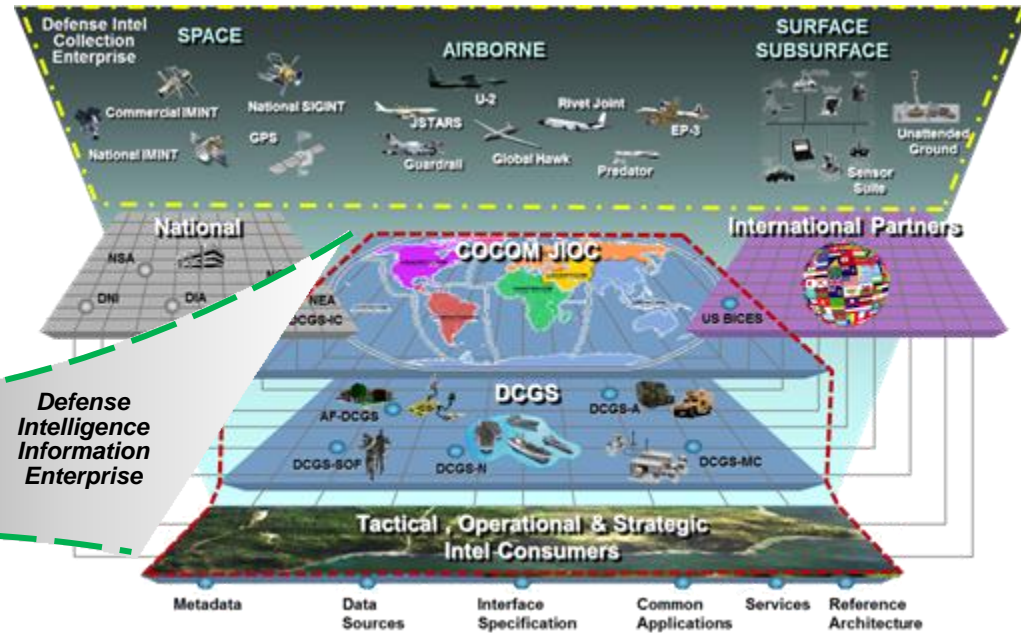 Defense Intel
Collection
Enterprise
SPACE
AIRBORNE
SURFACE
SUBSURFACE
Commercial IMINT
National SIGINT
National IMINT
GPS
U-2
JSTARS
Rivet Joint
EP-3
Guardrail
Global Hawk
Predator
Sensor
Suite
Unattended
Ground
National
NSA
DNI
DIA
NEA
DCGS-IC
COCOM JIOC
International Partners
US BICES
Defense
Intelligence
Information
Enterprise
DCGS
AF-DCGS
DCGS-A
DCGS-SOF
DCGS-N
DCGS-MC
Tactical , Operational & Strategic
Intel Consumers
Metadata
Data
Sources
Interface
Specification
Common
Applications
Services
Reference
Architecture